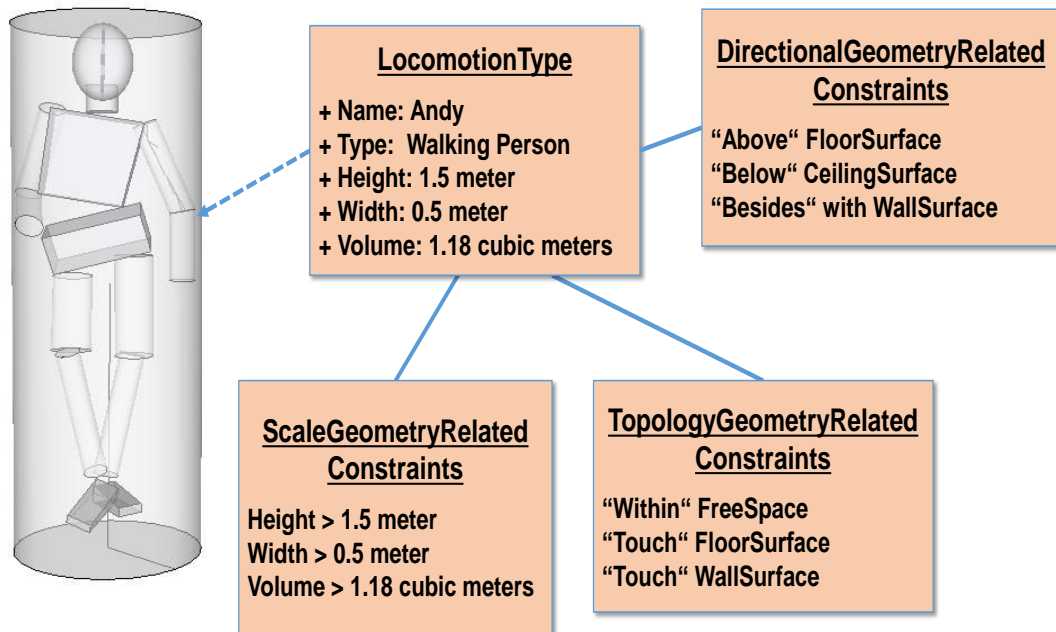 LocomotionType
+ Name: Andy
+ Type:  Walking Person
+ Height: 1.5 meter
+ Width: 0.5 meter
+ Volume: 1.18 cubic meters
DirectionalGeometryRelated
Constraints
“Above“ FloorSurface
“Below“ CeilingSurface
“Besides“ with WallSurface
ScaleGeometryRelated
Constraints
Height > 1.5 meter
Width > 0.5 meter
Volume > 1.18 cubic meters
TopologyGeometryRelated
Constraints
“Within“ FreeSpace
“Touch“ FloorSurface
“Touch“ WallSurface